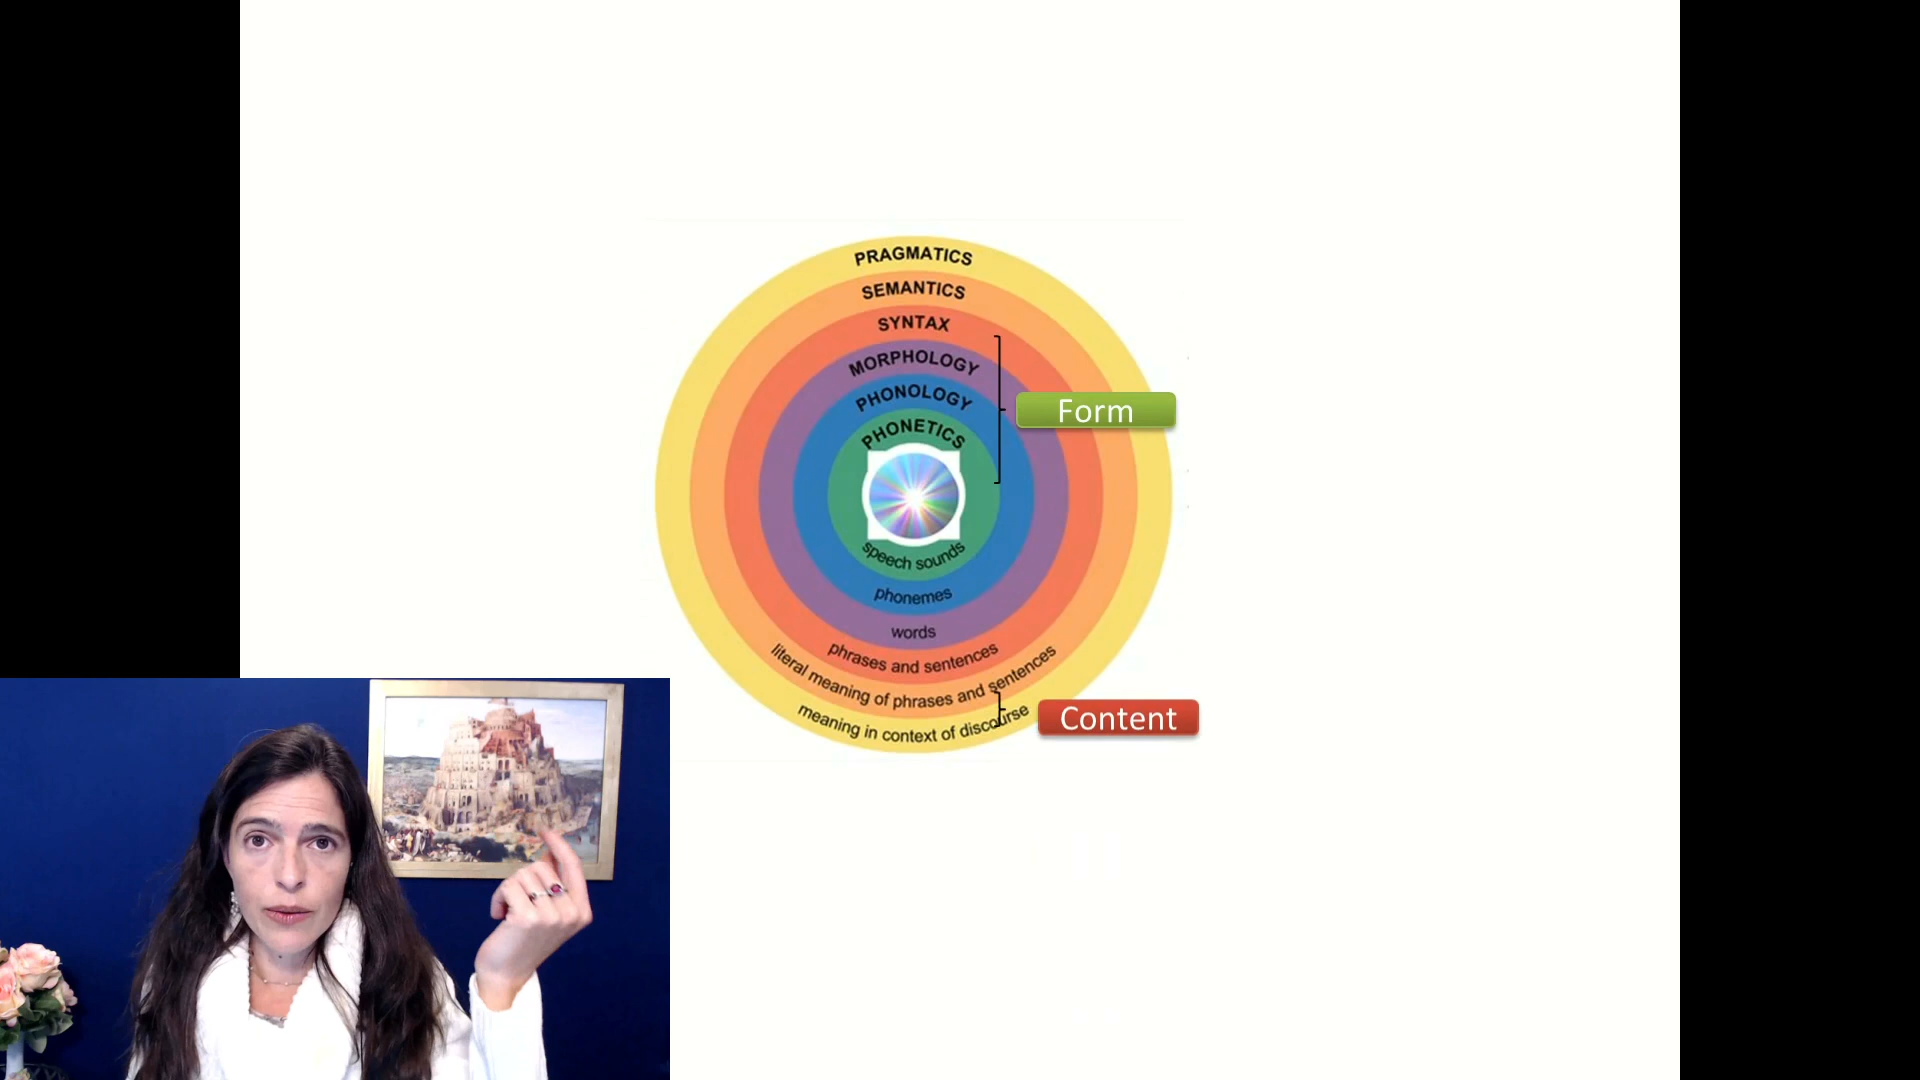 PRAGMATICS
SEMANTICS
SYNTAX
MORPHOLOGY
PHONOLOGY
PHONETICS
Form
speech sounds
phonemes
words
phrases and sentences
literal meaning of phrases and sentences
meaning in context of discourse
Content